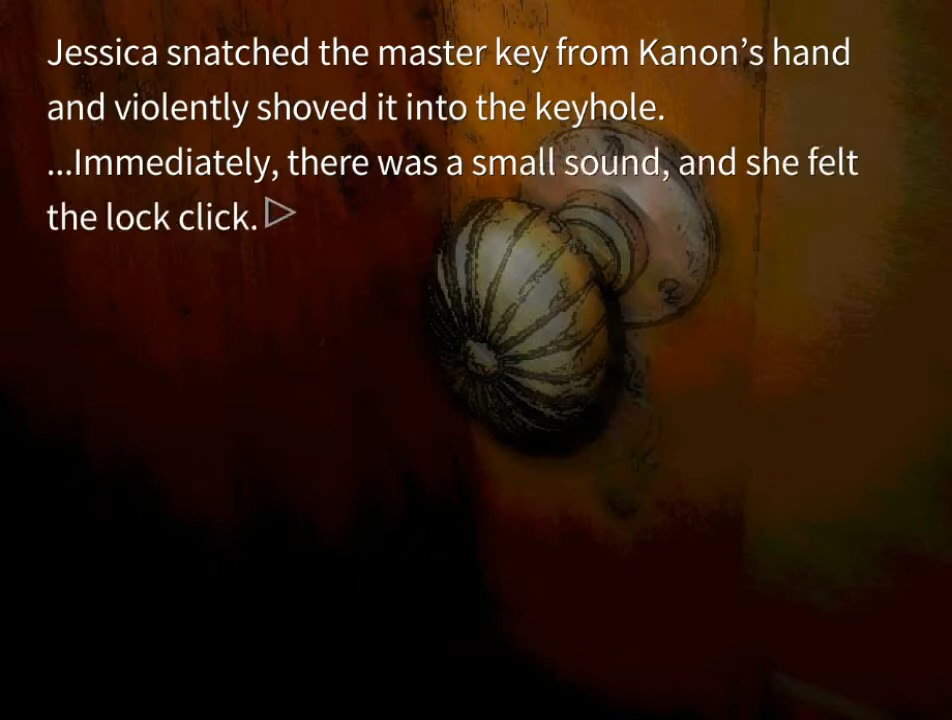 Jessica snatched the master key from Kanon’s hand
and violently shoved it into the keyhole.
...Immediately, there was a small sound, and she felt
the lock click.